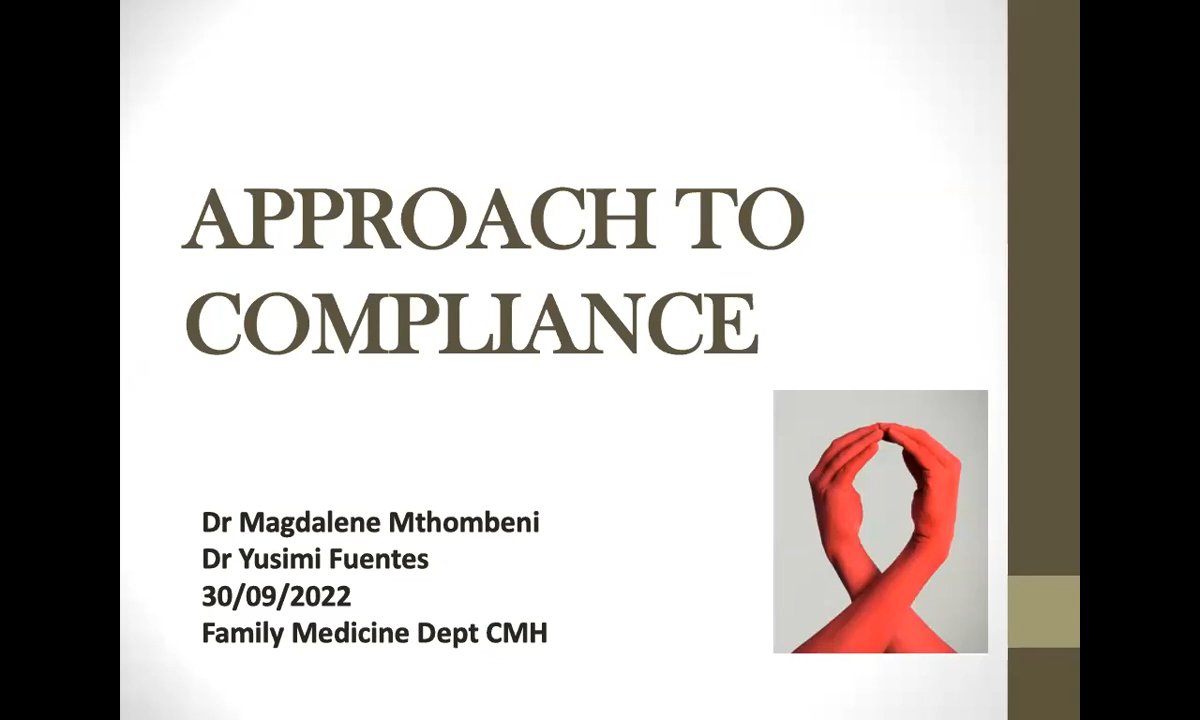 APPROACH TO
COMPLIANCE
Dr Magdalene Mthombeni
Dr Yusimi Fuentes
30/09/2022
Family Medicine Dept CMH